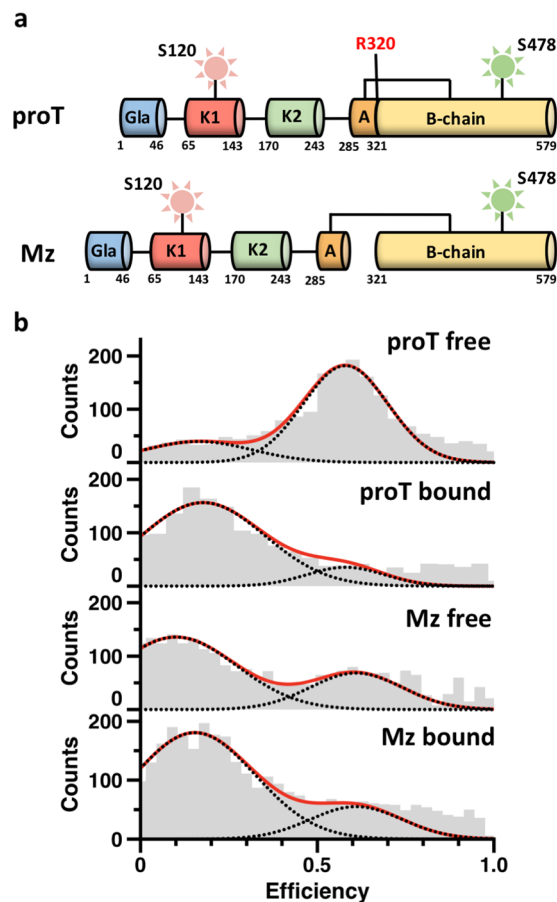 a
S120
R320
S478
proT
Gla
K1
K2
A
B-chain
1 46 65 143 170 243 285 321 579
S120
S478
Mz
Gla
K1
K2
A
B-chain
1 46 65 143 170 243 285 321 579
b
proT free
Counts
200
100
0
proT bound
Counts
200
100
0
Mz free
Counts
200
100
0
Mz bound
Counts
200
100
0
0 0.5 1.0
Efficiency